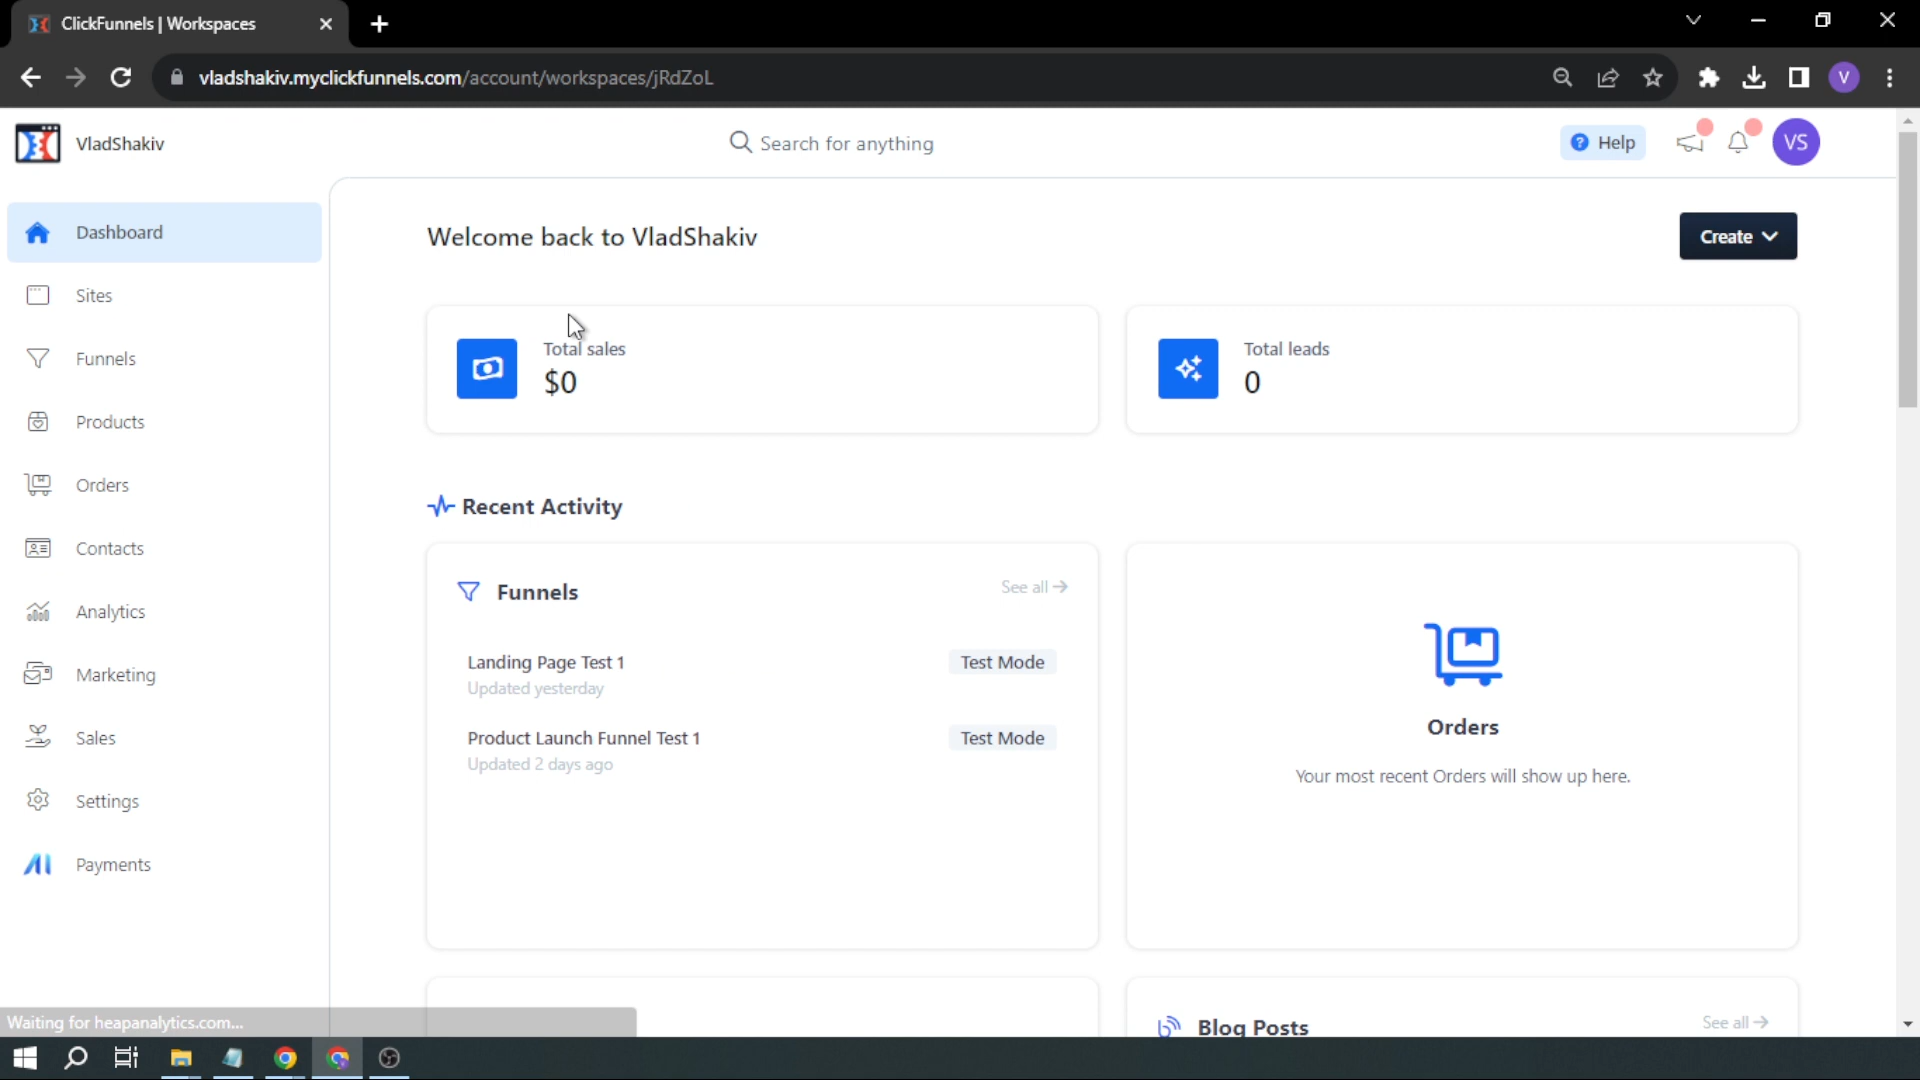 ClickFunnels | Workspaces
vladshakiv.myclickfunnels.com/account/workspaces/jRdZoL
V
VladShakiv
Search for anything
? Help
VS
Dashboard
Sites
Funnels
Products
Orders
Contacts
Analytics
Marketing
Sales
Settings
Payments
Welcome back to VladShakiv
Create
Total sales
$0
Total leads
0
Recent Activity
Funnels
See all →
Landing Page Test 1
Test Mode
Updated yesterday
Product Launch Funnel Test 1
Test Mode
Updated 2 days ago
Orders
Your most recent Orders will show up here.
Blog Posts
See all →
Waiting for heapanalytics.com...